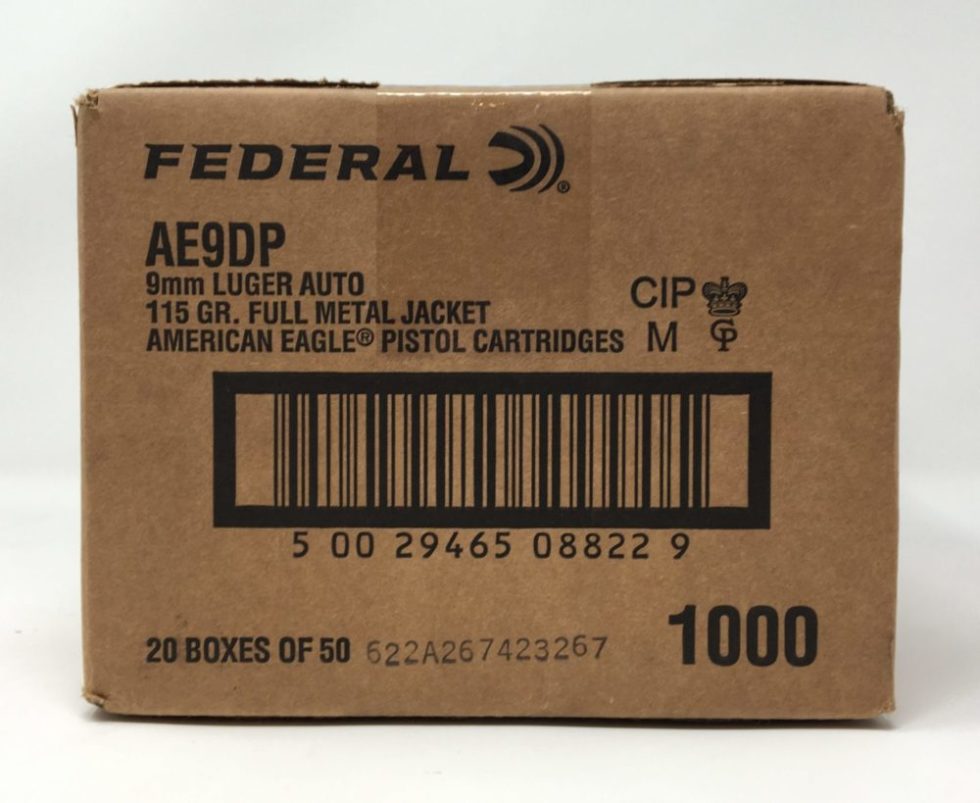 FEDERAL ®
AE9DP
9mm LUGER AUTO
115 GR. FULL METAL JACKET
AMERICAN EAGLE® PISTOL CARTRIDGES
CIP
M GP
5 00 29465 08822 9
20 BOXES OF 50 622A267423267
1000